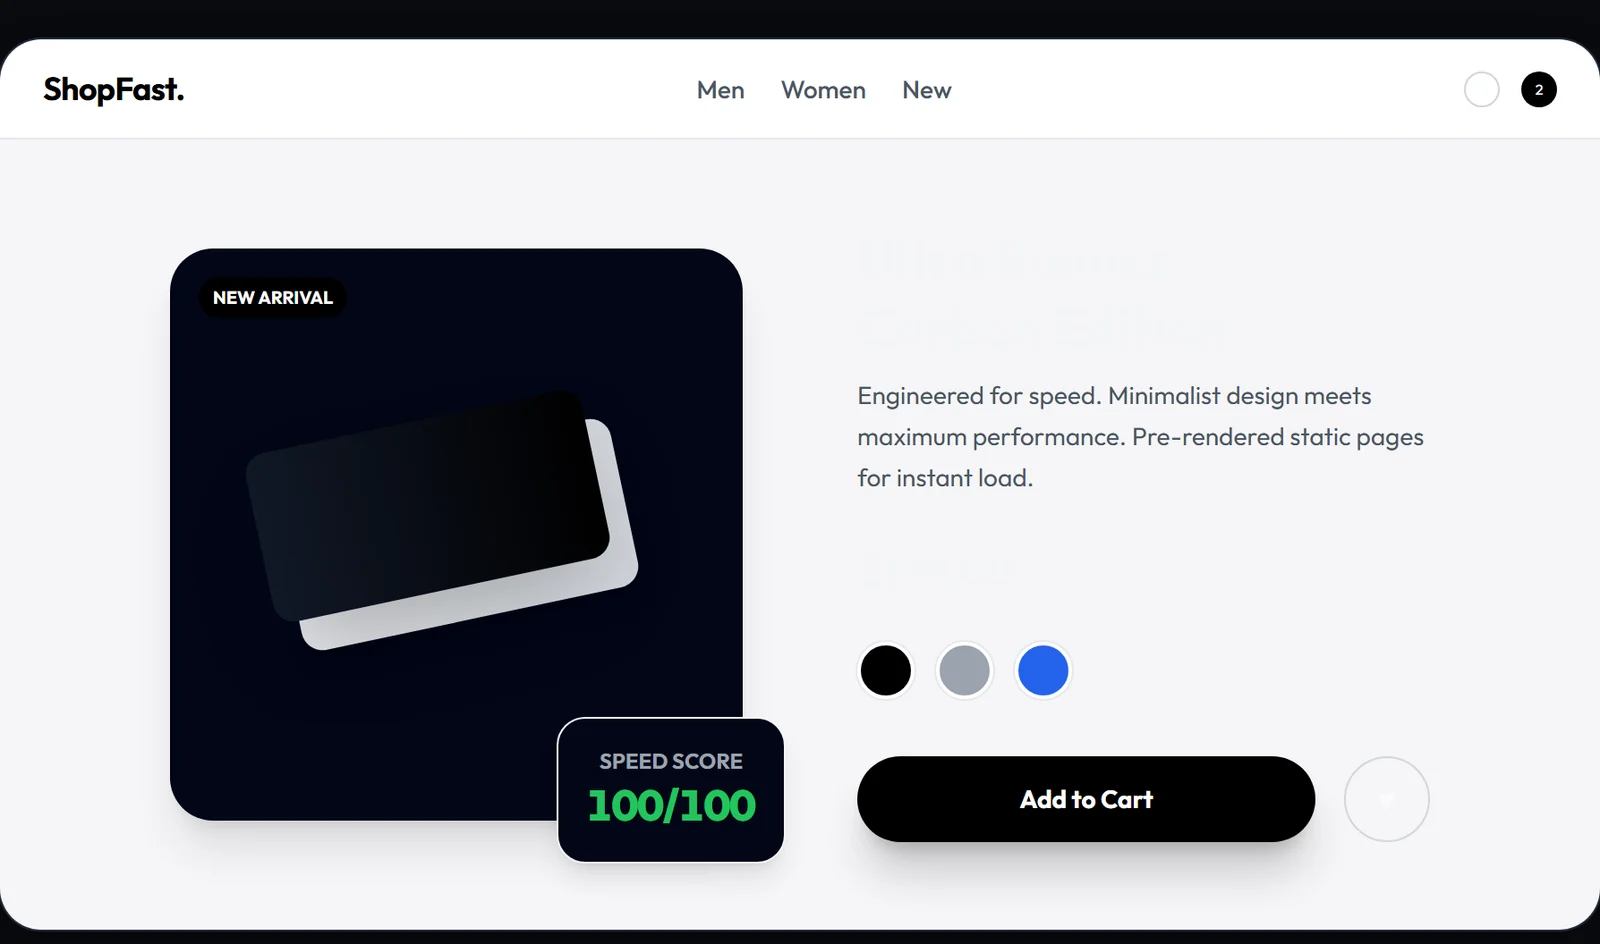 ShopFast.
Men
Women
New
2
NEW ARRIVAL
Engineered for speed. Minimalist design meets
maximum performance. Pre-rendered static pages
for instant load.
SPEED SCORE
100/100
Add to Cart